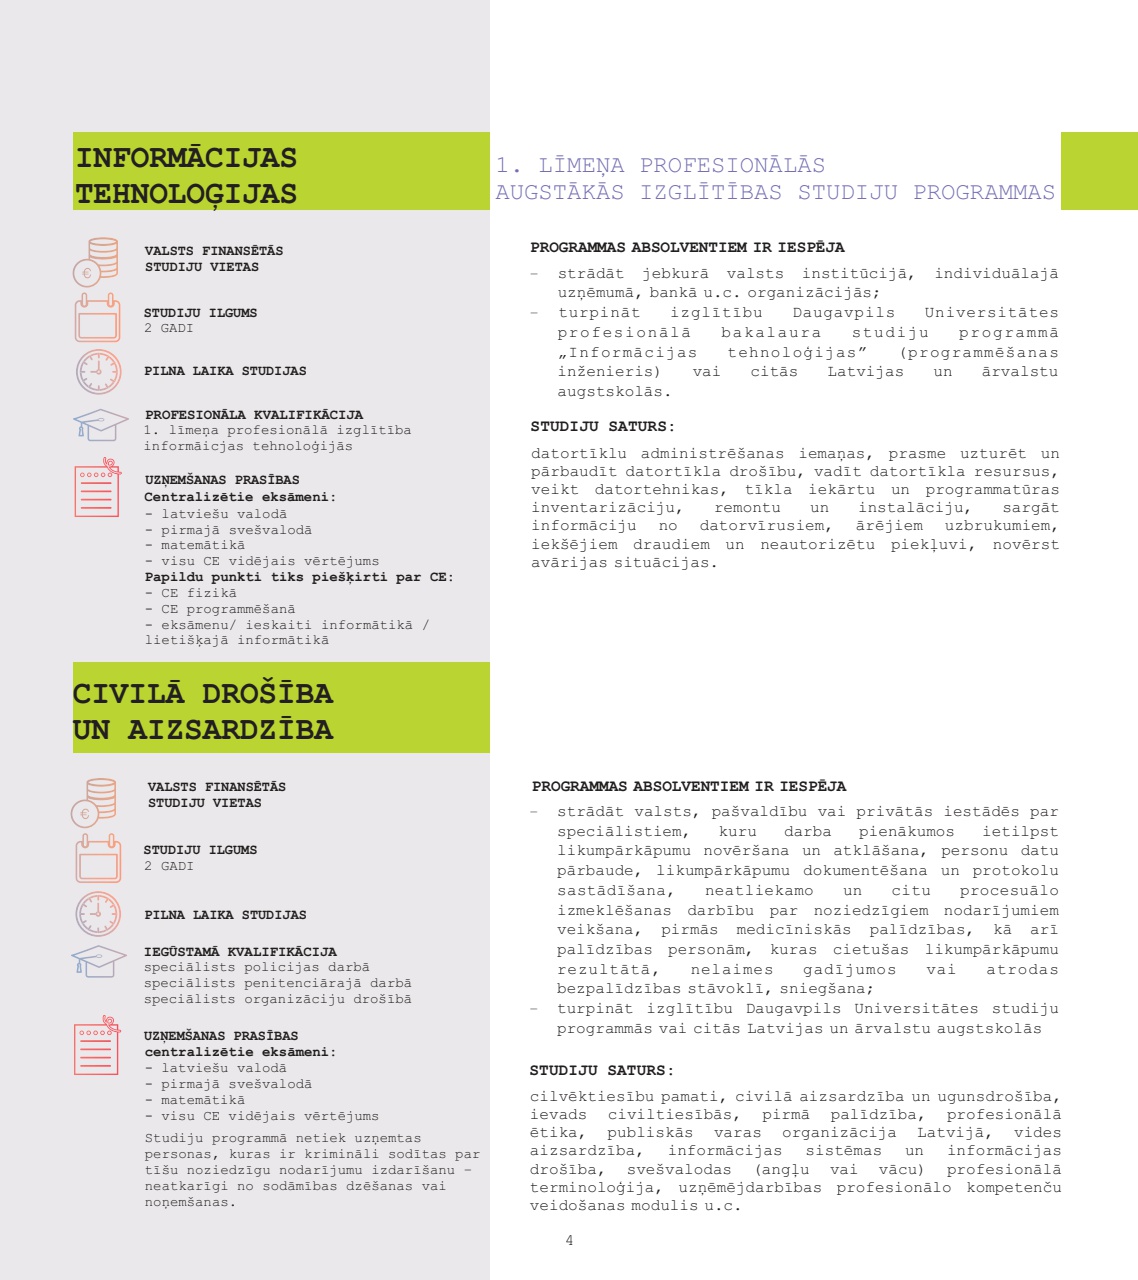 INFORMĀCIJAS
TEHNOLOĢIJAS
1. LĪMEŅA PROFESIONĀLĀS
AUGSTĀKĀS IZGLĪTĪBAS STUDIJU PROGRAMMAS
VALSTS FINANSĒTĀS
STUDIJU VIETAS
STUDIJU ILGUMS
2 GADI
PILNA LAIKA STUDIJAS
PROFESIONĀLA KVALIFIKĀCIJA
1. līmeņa profesionālā izglītība
informāicjas tehnoloģijās
UZŅEMŠANAS PRASĪBAS
Centralizētie eksāmeni:
- latviešu valodā
- pirmajā svešvalodā
- matemātikā
- visu CE vidējais vērtējums
Papildu punkti tiks piešķirti par CE:
- CE fizikā
- CE programmēšanā
- eksāmenu/ ieskaiti informātikā /
lietišķajā informātikā
PROGRAMMAS ABSOLVENTIEM IR IESPĒJA
– strādāt jebkurā valsts institūcijā, individuālajā
uzņēmumā, bankā u.c. organizācijās;
– turpināt izglītību Daugavpils Universitātes
profesionālā bakalaura studiju programmā
„Informācijas tehnoloģijas” (programmēšanas
inženieris) vai citās Latvijas un ārvalstu
augstskolās.
STUDIJU SATURS:
datortīklu administrēšanas iemaņas, prasme uzturēt un
pārbaudīt datortīkla drošību, vadīt datortīkla resursus,
veikt datortehnikas, tīkla iekārtu un programmatūras
inventarizāciju, remontu un instalāciju, sargāt
informāciju no datorvīrusiem, ārējiem uzbrukumiem,
iekšējiem draudiem un neautorizētu piekļuvi, novērst
avārijas situācijas.
CIVILĀ DROŠĪBA
UN AIZSARDZĪBA
VALSTS FINANSĒTĀS
STUDIJU VIETAS
STUDIJU ILGUMS
2 GADI
PILNA LAIKA STUDIJAS
IEGŪSTAMĀ KVALIFIKĀCIJA
speciālists policijas darbā
speciālists penitenciārajā darbā
speciālists organizāciju drošībā
UZŅEMŠANAS PRASĪBAS
centralizētie eksāmeni:
- latviešu valodā
- pirmajā svešvalodā
- matemātikā
- visu CE vidējais vērtējums
Studiju programmā netiek uzņemtas
personas, kuras ir krimināli sodītas par
tīšu noziedzīgu nodarījumu izdarīšanu –
neatkarīgi no sodāmības dzēšanas vai
noņemšanas.
PROGRAMMAS ABSOLVENTIEM IR IESPĒJA
– strādāt valsts, pašvaldību vai privātās iestādēs par
speciālistiem, kuru darba pienākumos ietilpst
likumpārkāpumu novēršana un atklāšana, personu datu
pārbaude, likumpārkāpumu dokumentēšana un protokolu
sastādīšana, neatliekamo un citu procesuālo
izmeklēšanas darbību par noziedzīgiem nodarījumiem
veikšana, pirmās medicīniskās palīdzības, kā arī
palīdzības personām, kuras cietušas likumpārkāpumu
rezultātā, nelaimes gadījumos vai atrodas
bezpalīdzības stāvoklī, sniegšana;
– turpināt izglītību Daugavpils Universitātes studiju
programmās vai citās Latvijas un ārvalstu augstskolās
STUDIJU SATURS:
cilvēktiesību pamati, civilā aizsardzība un ugunsdrošība,
ievads civiltiesībās, pirmā palīdzība, profesionālā
ētika, publiskās varas organizācija Latvijā, vides
aizsardzība, informācijas sistēmas un informācijas
drošība, svešvalodas (angļu vai vācu) profesionālā
terminoloģija, uzņēmējdarbības profesionālo kompetenču
veidošanas modulis u.c.
4